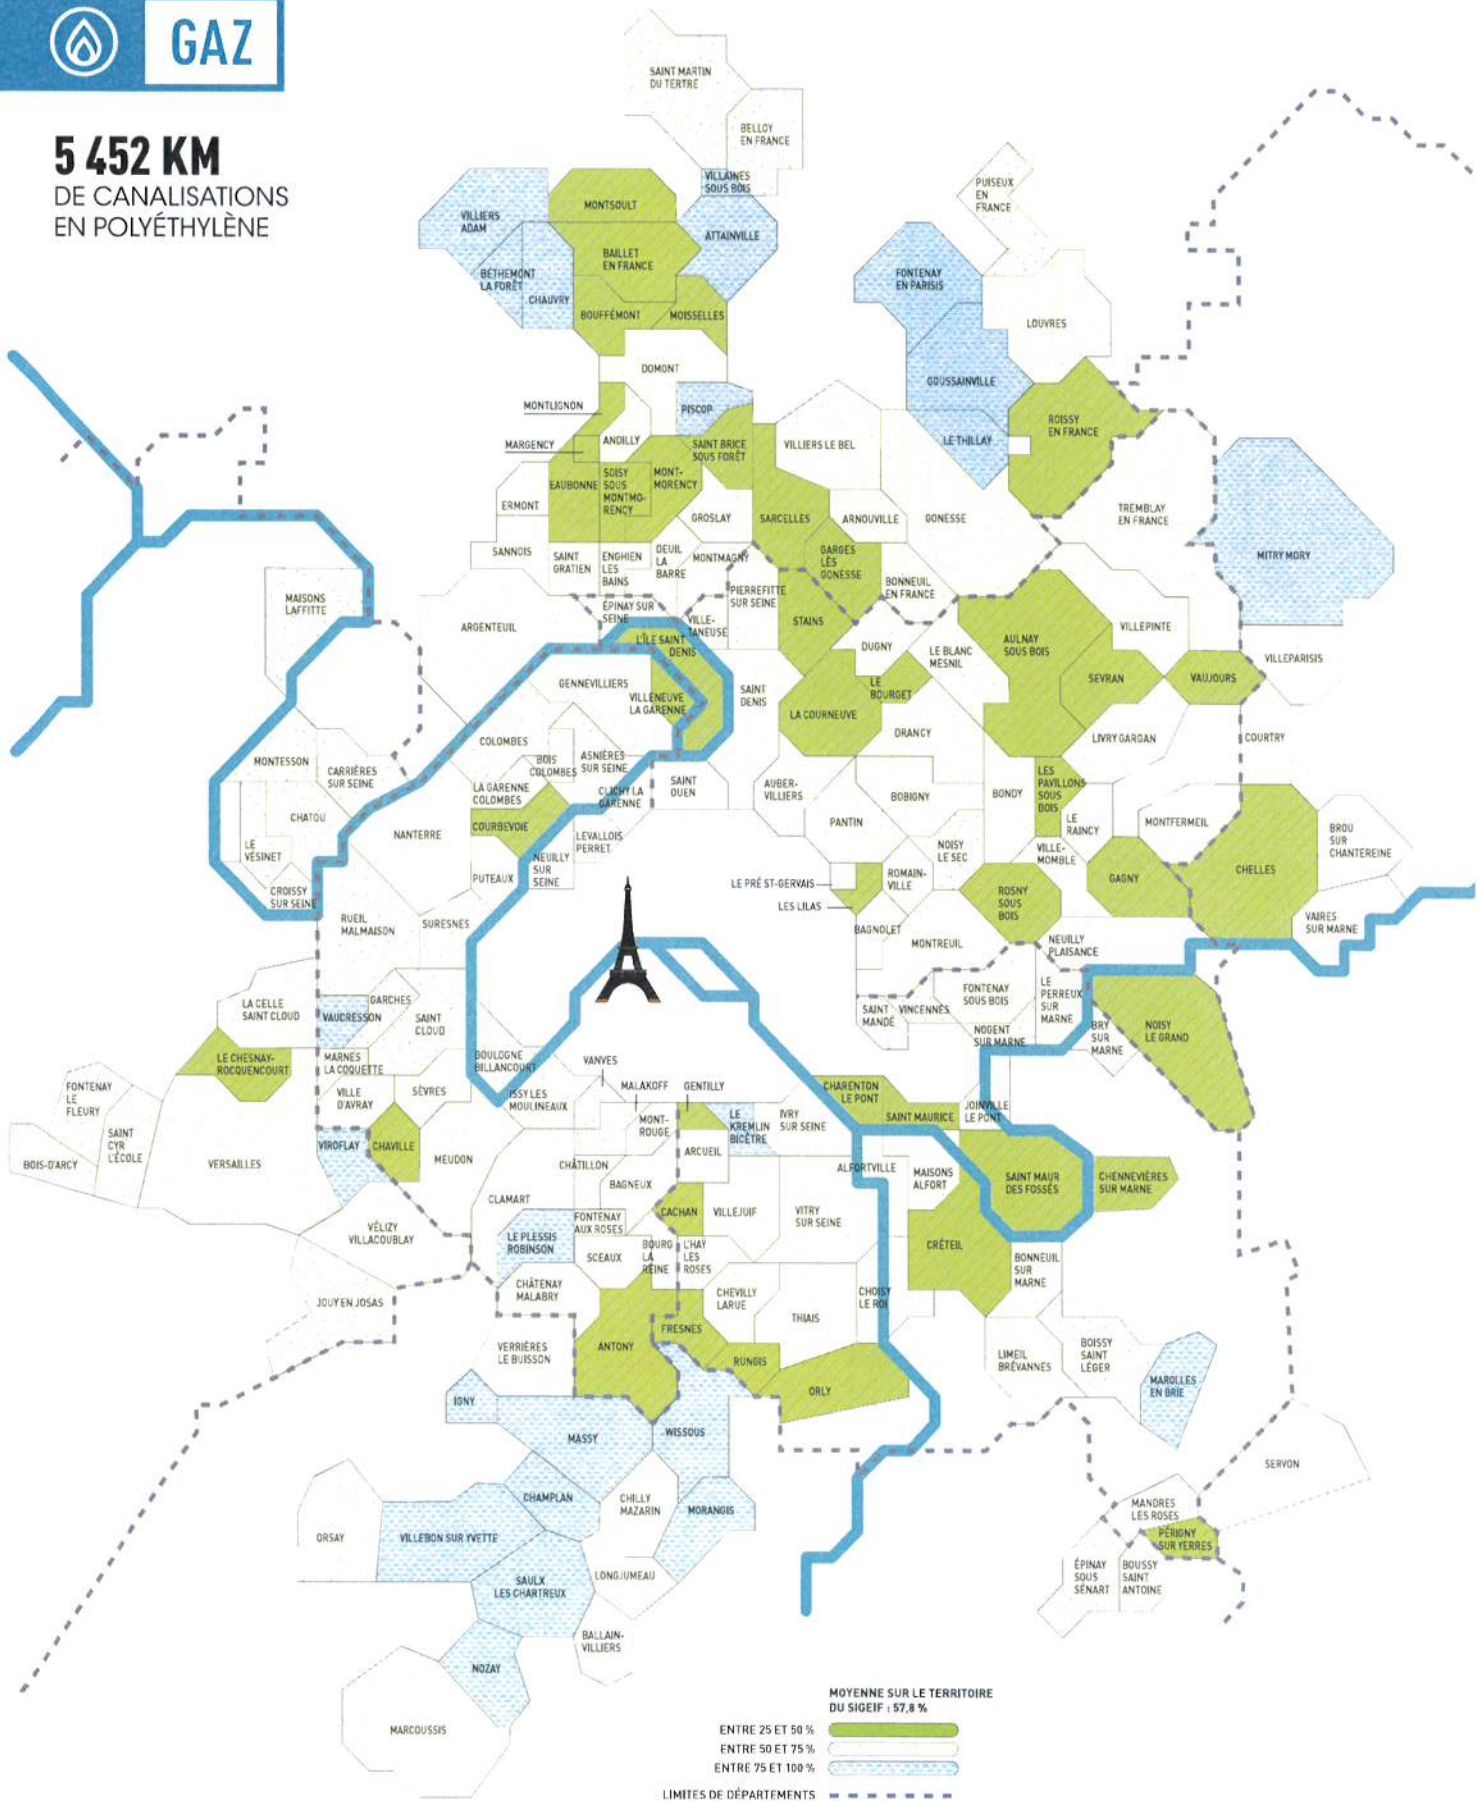 GAZ
5 452 KM
DE CANALISATIONS
EN POLYÉTHYLÈNE
SAINT MARTIN
DU TERTRE
BELLOY
EN FRANCE
VILLAINES
SOUS BOIS
PUISEUX
EN
FRANCE
MONTSOULT
VILLIERS
ADAM
ATTAINVILLE
BAILLET
EN FRANCE
BÉTHEMONT
LA FORÊT
CHAUVRY
FONTENAY
EN PARISIS
BOUFFÉMONT
MOISSELLES
LOUVRES
DOMONT
GOUSSAINVILLE
MONTLIGNON
PISCOP
ROISSY
EN FRANCE
MARGENCY
ANDILLY
SAINT BRICE
SOUS FORÊT
VILLIERS LE BEL
LE THILLAY
EAUBONNE
SOISY
SOUS
MONTMO-
RENCY
MONT-
MORENCY
ERMONT
GROSLAY
SARCELLES
ARNOUVILLE
GONESSE
TREMBLAY
EN FRANCE
MITRY MORY
SANNOIS
SAINT
GRATIEN
ENGHIEN
LES
BAINS
DEUIL
LA
BARRE
MONTMAGNY
GARGES
LÈS
GONESSE
BONNEUIL
EN FRANCE
MAISONS
LAFFITTE
PIERREFITTE
SUR SEINE
ÉPINAY SUR
SEINE
VILLE-
TANEUSE
STAINS
ARGENTEUIL
L'ÎLE SAINT
DENIS
DUGNY
LE BLANC
MESNIL
AULNAY
SOUS BOIS
VILLEPINTE
VILLEPARISIS
GENNEVILLIERS
VILLENEUVE
LA GARENNE
SAINT
DENIS
LE
BOURGET
SEVRAN
VAUJOURS
LA COURNEUVE
DRANCY
LIVRY GARGAN
COURTRY
COLOMBES
BOIS
COLOMBES
ASNIÈRES
SUR SEINE
MONTESSON
CARRIÈRES
SUR SEINE
LA GARENNE
COLOMBES
CLICHY LA
GARENNE
SAINT
OUEN
AUBER-
VILLIERS
BOBIGNY
BONDY
LES
PAVILLONS
SOUS
BOIS
CHATOU
NANTERRE
COURBEVOIE
LEVALLOIS
PERRET
PANTIN
LE
RAINCY
MONTFERMEIL
BROU
SUR
CHANTEREINE
LE
VÉSINET
NOISY
LE SEC
VILLE-
MOMBLE
CHELLES
PUTEAUX
NEUILLY
SUR
SEINE
LE PRÉ ST-GERVAIS
ROMAIN-
VILLE
GAGNY
CROISSY
SUR SEINE
LES LILAS
ROSNY
SOUS
BOIS
RUEIL
MALMAISON
SURESNES
BAGNOLET
MONTREUIL
NEUILLY
PLAISANCE
VAIRES
SUR MARNE
LA CELLE
SAINT CLOUD
VAUCRESSON
GARCHES
SAINT
CLOUD
SAINT
MANDÉ
VINCENNES
FONTENAY
SOUS BOIS
LE
PERREUX
SUR
MARNE
NOGENT
SUR MARNE
BRY
SUR
MARNE
NOISY
LE GRAND
LE CHESNAY-
ROCQUENCOURT
MARNES
LA COQUETTE
BOULOGNE
BILLANCOURT
VANVES
FONTENAY
LE
FLEURY
VILLE
D'AVRAY
SÈVRES
ISSY LES
MOULINEAUX
MALAKOFF
GENTILLY
CHARENTON
LE PONT
SAINT MAURICE
JOINVILLE
LE PONT
SAINT
CYR
L'ÉCOLE
MONT-
ROUGE
LE
KREMLIN
BICÊTRE
IVRY
SUR SEINE
BOIS-D'ARCY
VERSAILLES
VIROFLAY
CHAVILLE
MEUDON
CHÂTILLON
ARCUEIL
ALFORTVILLE
MAISONS
ALFORT
SAINT MAUR
DES FOSSÉS
CHENNEVIÈRES
SUR MARNE
CLAMART
BAGNEUX
CACHAN
VILLEJUIF
VITRY
SUR SEINE
VÉLIZY
VILLACOUBLAY
LE PLESSIS
ROBINSON
FONTENAY
AUX ROSES
SCEAUX
BOURG
LA
REINE
L'HAY
LES
ROSES
CRÉTEIL
BONNEUIL
SUR
MARNE
JOUY EN JOSAS
CHÂTENAY
MALABRY
CHEVILLY
LARUE
THIAIS
CHOISY
LE ROI
VERRIÈRES
LE BUISSON
ANTONY
FRESNES
RUNGIS
ORLY
LIMEIL
BRÉVANNES
BOISSY
SAINT
LÉGER
MAROLLES
EN BRIE
IGNY
MASSY
WISSOUS
SERVON
CHAMPLAN
CHILLY
MAZARIN
MORANGIS
MANDRES
LES ROSES
ORSAY
VILLEBON SUR YVETTE
PÉRIGNY
SUR YERRES
SAULX
LES CHARTREUX
LONGJUMEAU
ÉPINAY
SOUS
SÉNART
BOUSSY
SAINT
ANTOINE
BALLAIN-
VILLIERS
NOZAY
MARCOUSSIS
MOYENNE SUR LE TERRITOIRE
DU SIGEIF : 57,8 %
ENTRE 25 ET 50 %
ENTRE 50 ET 75 %
ENTRE 75 ET 100 %
LIMITES DE DÉPARTEMENTS